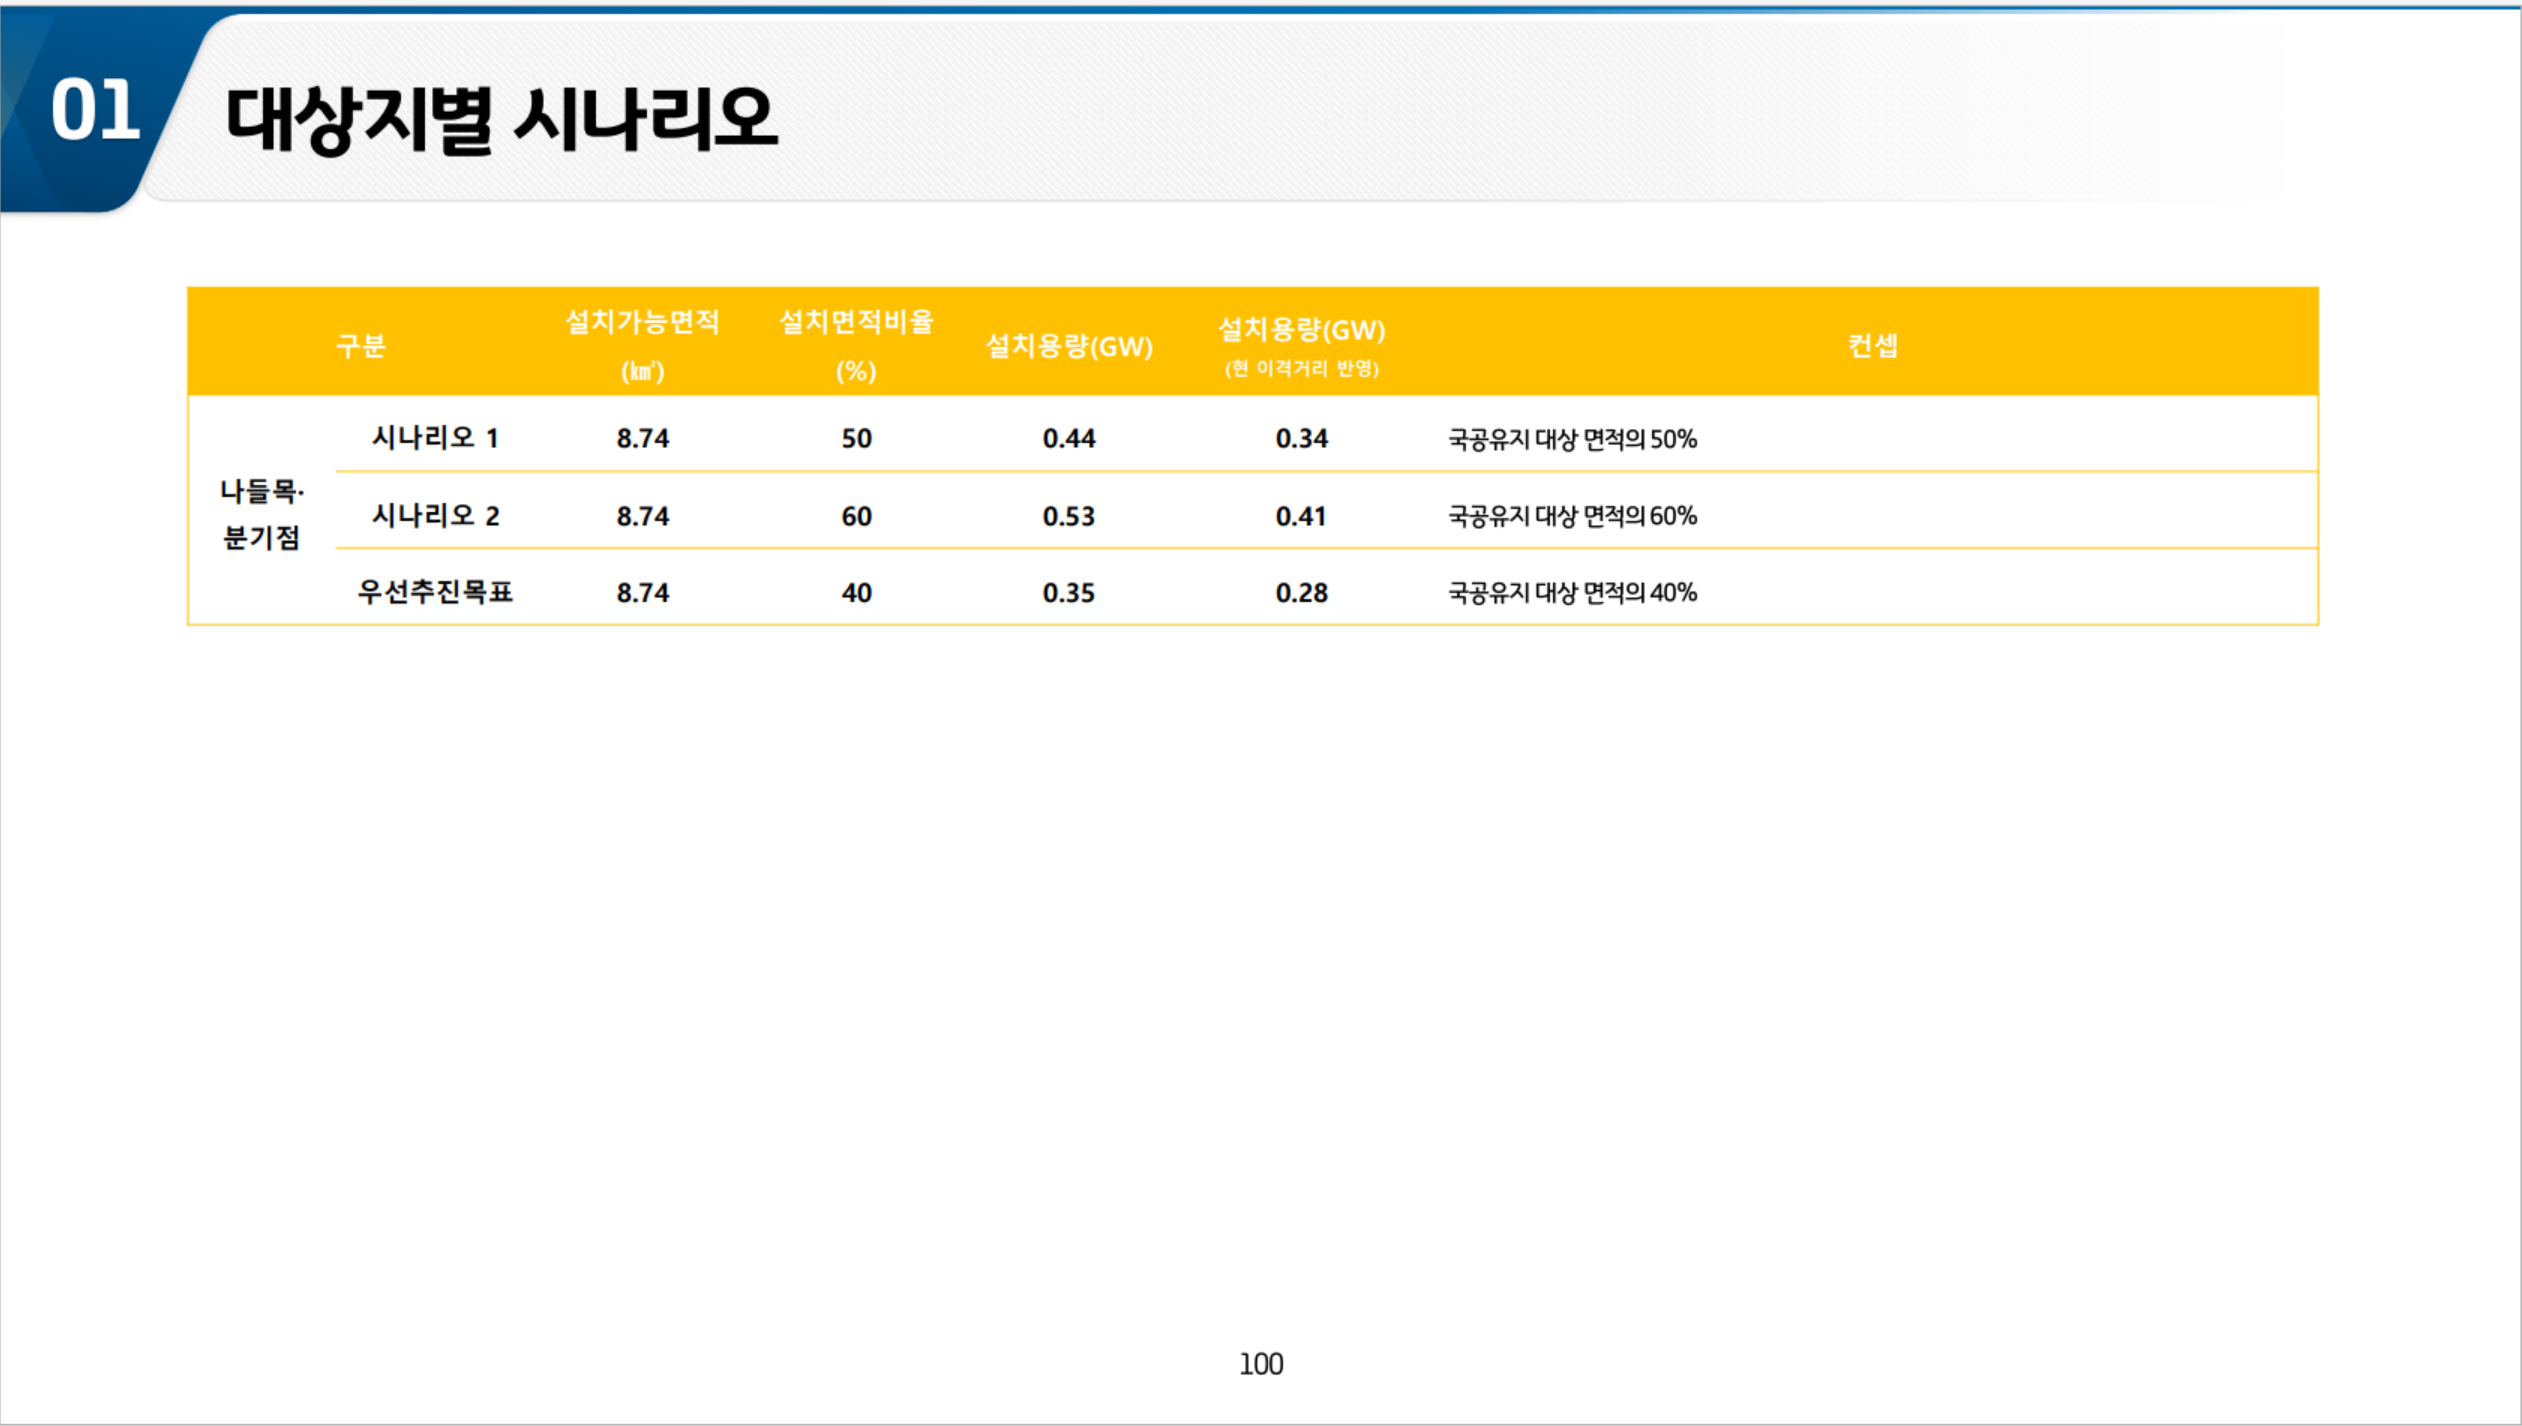 01
대상지별 시나리오
구분
설치가능면적
(㎢)
설치면적비율
(%)
설치용량(GW)
설치용량(GW)
(현 이격거리 반영)
컨셉
나들목·
분기점
시나리오 1 8.74 50 0.44 0.34 국공유지 대상 면적의 50%
시나리오 2 8.74 60 0.53 0.41 국공유지 대상 면적의 60%
우선추진목표 8.74 40 0.35 0.28 국공유지 대상 면적의 40%
100